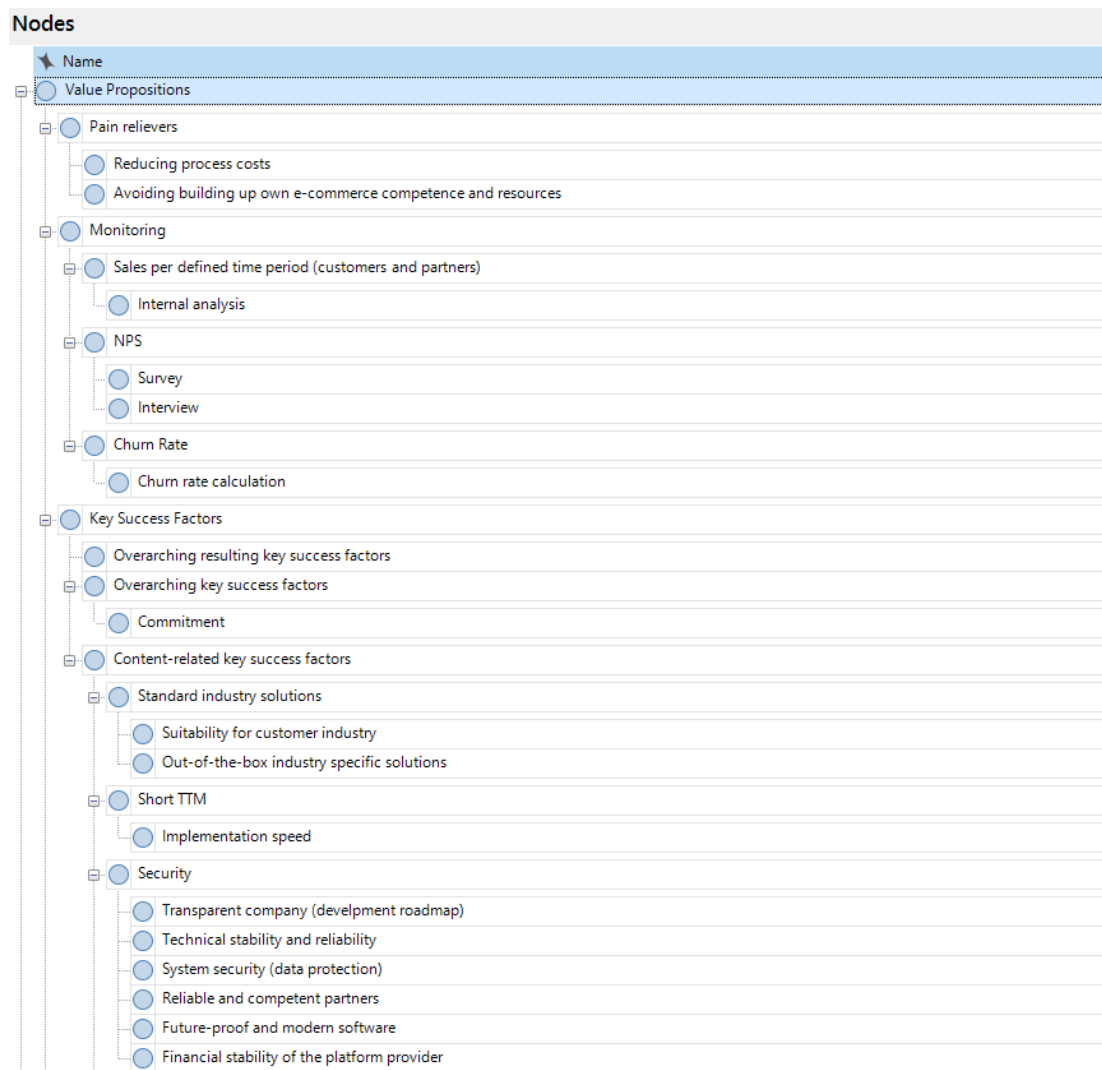 Nodes
Name
Value Propositions
Pain relievers
Reducing process costs
Avoiding building up own e-commerce competence and resources
Monitoring
Sales per defined time period (customers and partners)
Internal analysis
NPS
Survey
Interview
Churn Rate
Churn rate calculation
Key Success Factors
Overarching resulting key success factors
Overarching key success factors
Commitment
Content-related key success factors
Standard industry solutions
Suitability for customer industry
Out-of-the-box industry specific solutions
Short TTM
Implementation speed
Security
Transparent company (develpment roadmap)
Technical stability and reliability
System security (data protection)
Reliable and competent partners
Future-proof and modern software
Financial stability of the platform provider